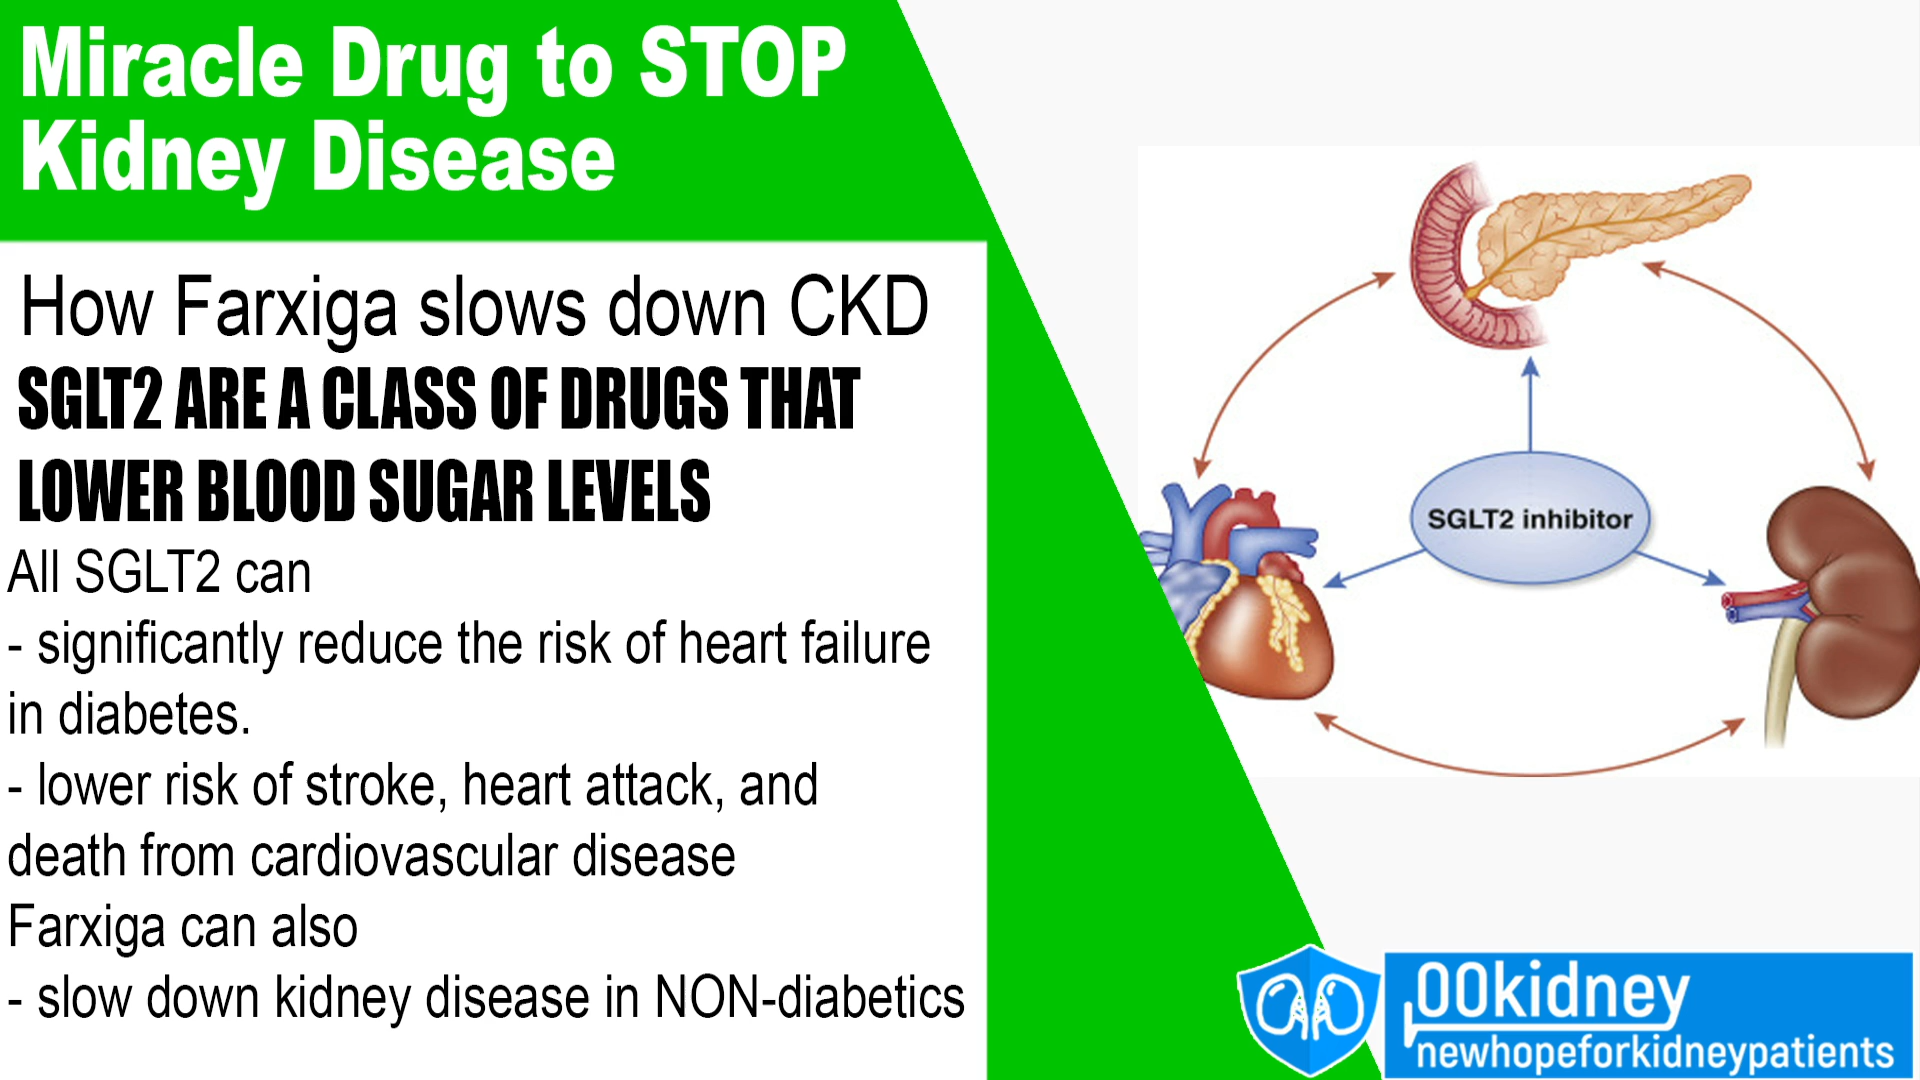 Miracle Drug to STOP
Kidney Disease
How Farxiga slows down CKD
SGLT2 ARE A CLASS OF DRUGS THAT
LOWER BLOOD SUGAR LEVELS
All SGLT2 can
- significantly reduce the risk of heart failure
in diabetes.
- lower risk of stroke, heart attack, and
death from cardiovascular disease
Farxiga can also
- slow down kidney disease in NON-diabetics
SGLT2 inhibitor
00kidney
newhopeforkidneypatients